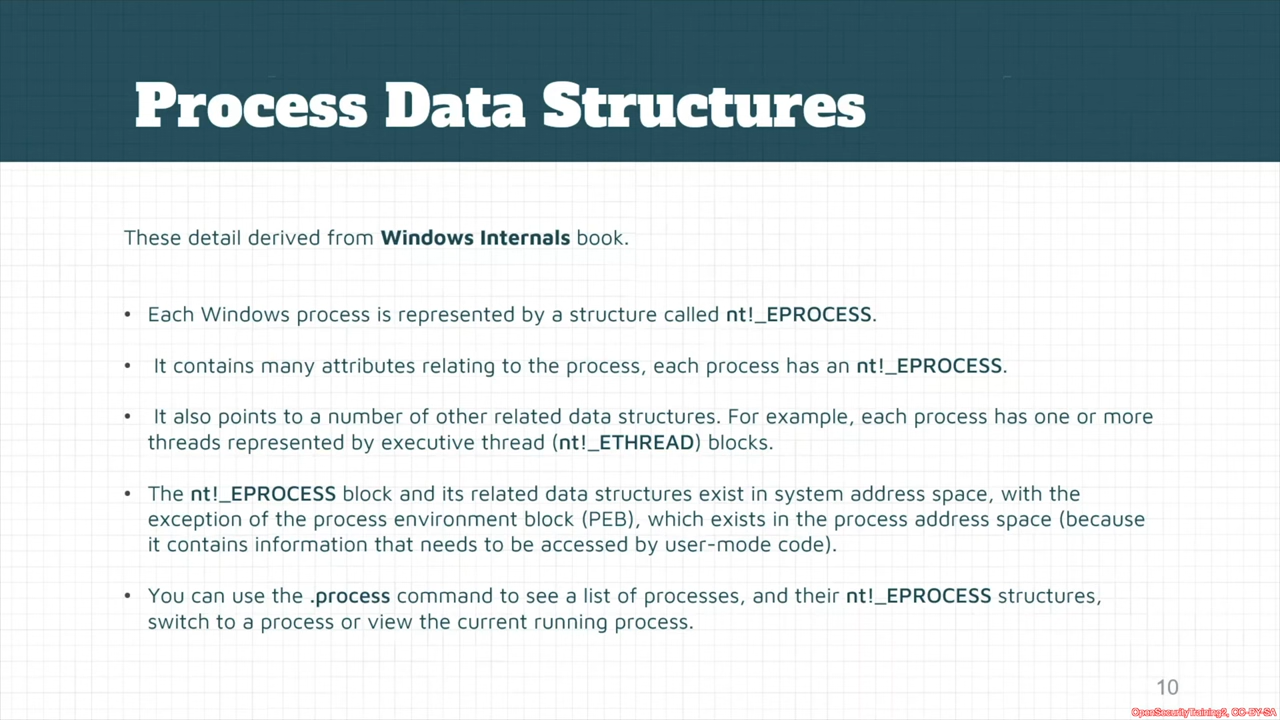 Process Data Structures
These detail derived from Windows Internals book.
• Each Windows process is represented by a structure called nt!_EPROCESS.
• It contains many attributes relating to the process, each process has an nt!_EPROCESS.
• It also points to a number of other related data structures. For example, each process has one or more
threads represented by executive thread (nt!_ETHREAD) blocks.
• The nt!_EPROCESS block and its related data structures exist in system address space, with the
exception of the process environment block (PEB), which exists in the process address space (because
it contains information that needs to be accessed by user-mode code).
• You can use the .process command to see a list of processes, and their nt!_EPROCESS structures,
switch to a process or view the current running process.
10
OpenSecurityTraining2, CC-BY-SA